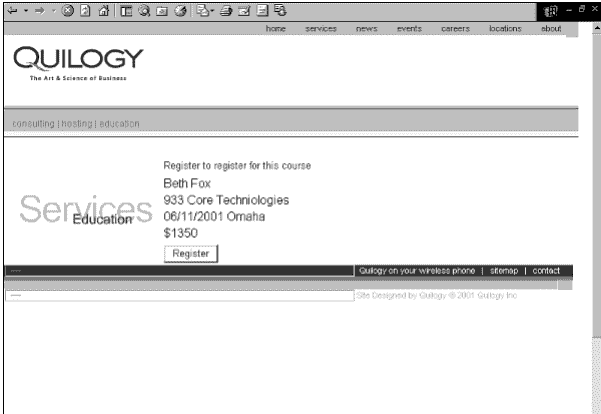 home services news events careers locations about
QUILOGY
The Art & Science of Business
consulting | hosting | education
Register to register for this course
Beth Fox
Services Education
933 Core Techniologies
06/11/2001 Omaha
$1350
Register
Quilogy on your wireless phone | sitemap | contact
Site Designed by Quilogy © 2001 Quilogy Inc